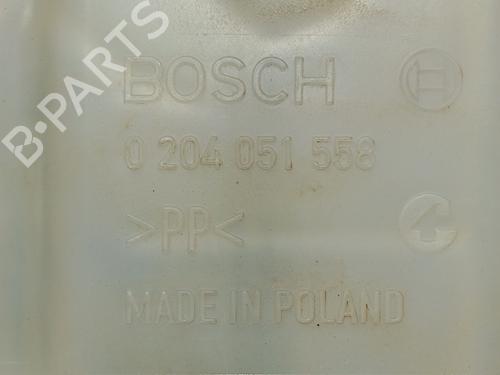 B-PARTS
BOSCH
0 204 051 558
>PP<
MADE IN POLAND